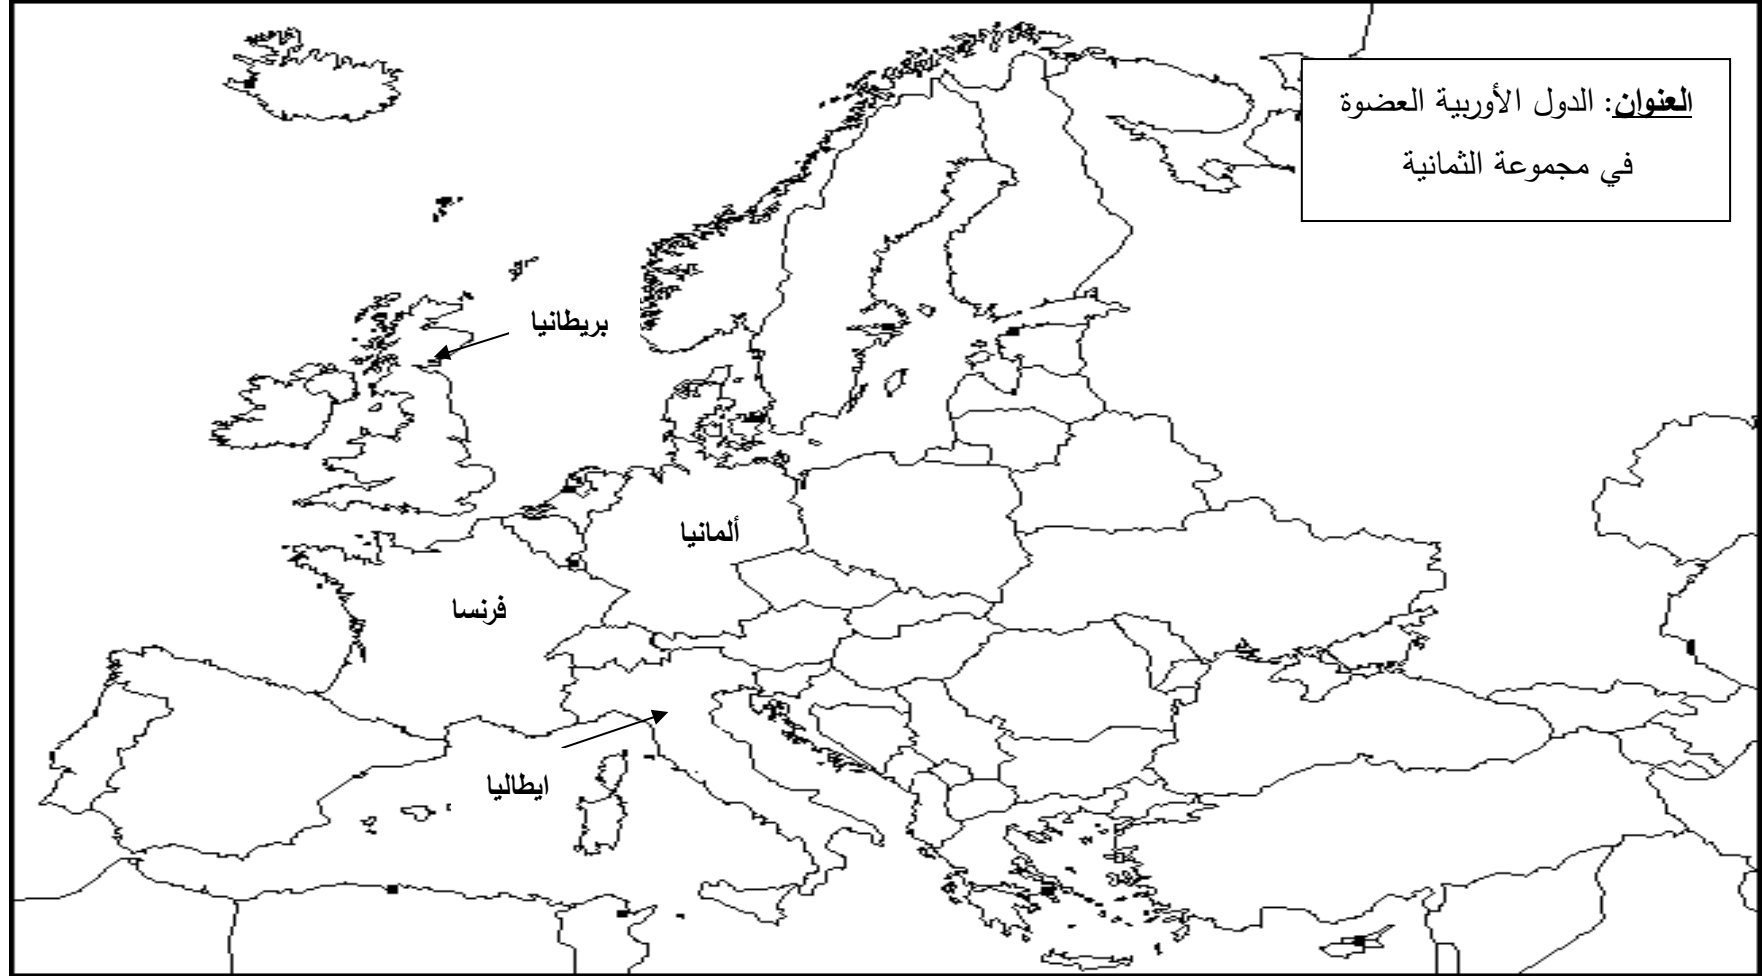 العنوان: الدول الأوربية العضوة
في مجموعة الثمانية
بريطانيا
ألمانيا
فرنسا
ايطاليا